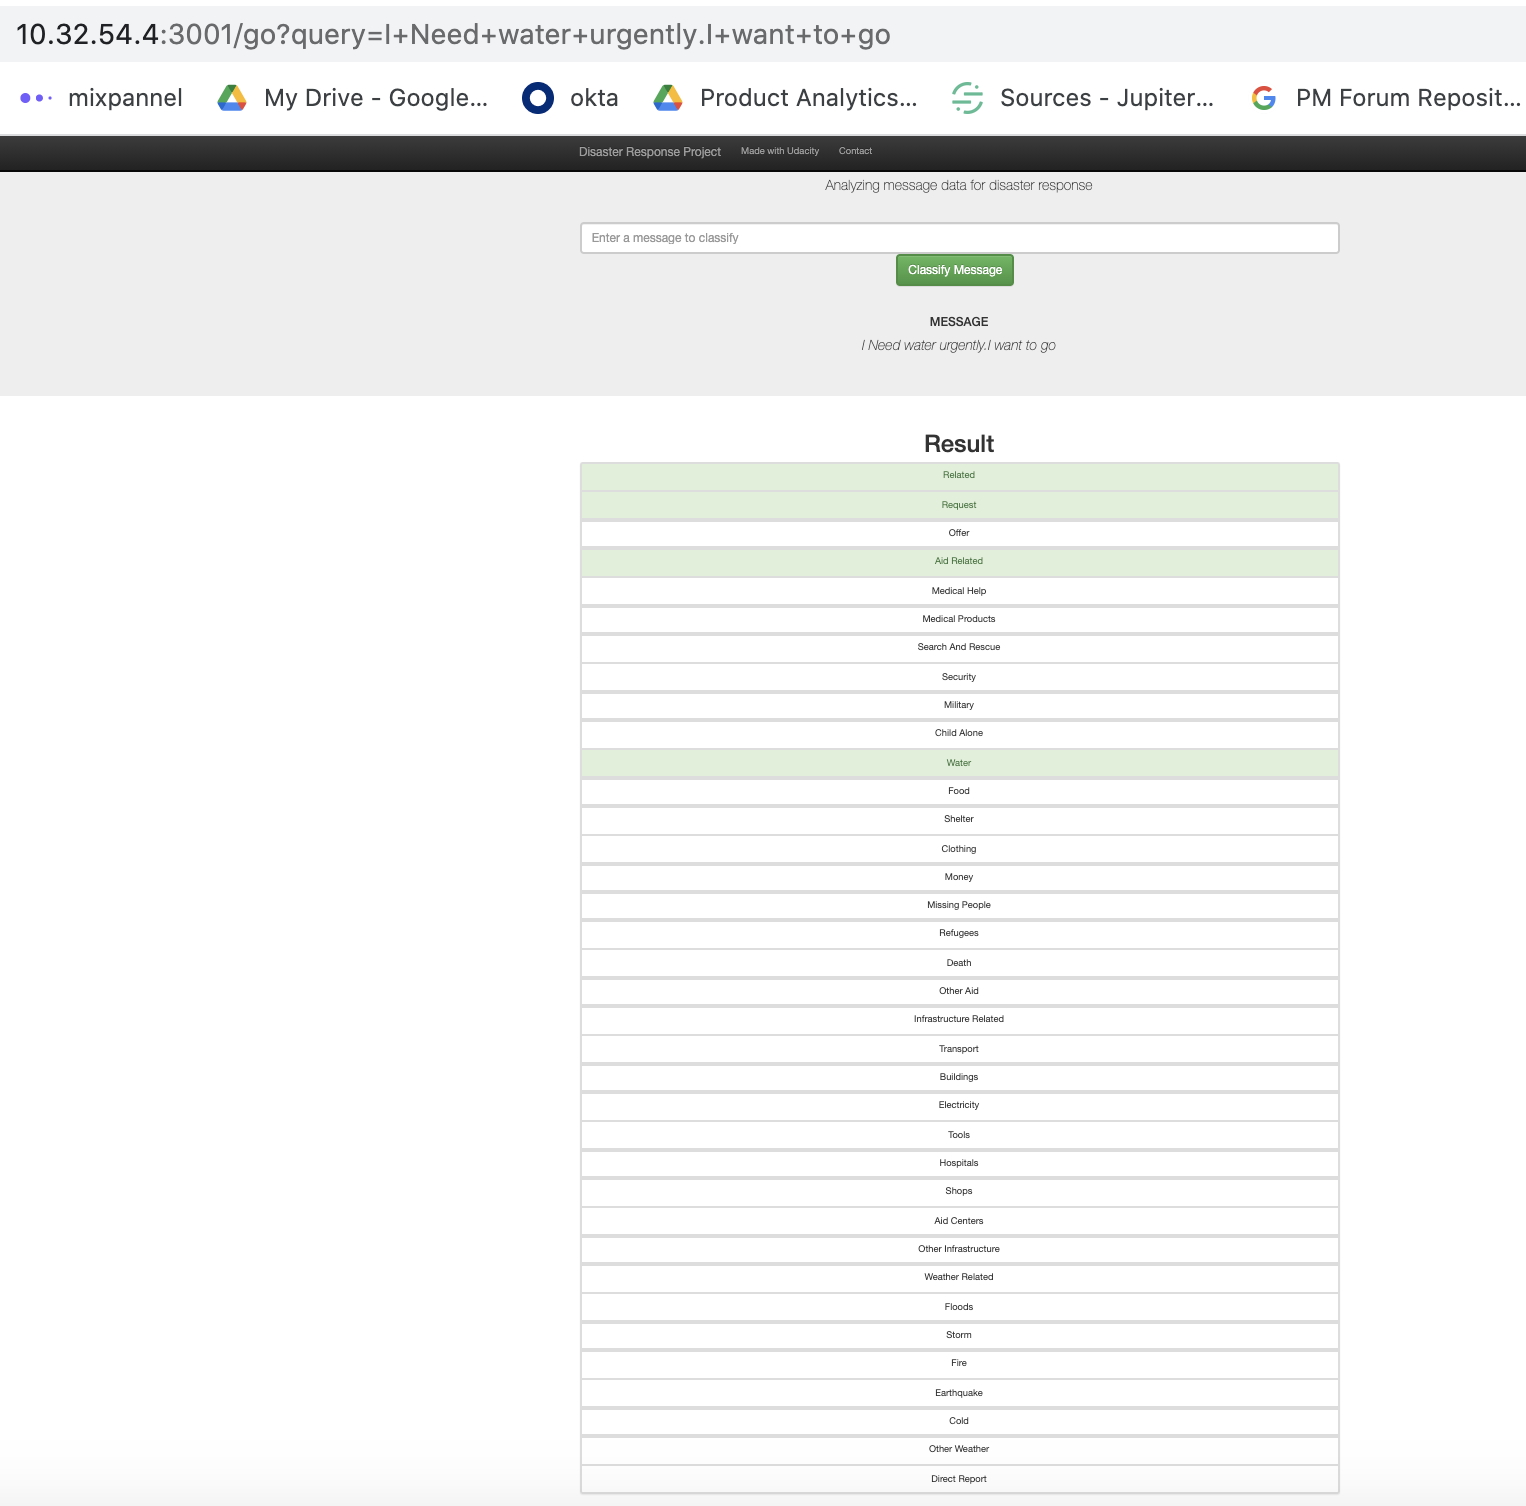 10.32.54.4:3001/go?query=I+Need+water+urgently.I+want+to+go
mixpannel My Drive - Google... okta Product Analytics... Sources - Jupiter... PM Forum Reposit...
Disaster Response Project Made with Udacity Contact
Analyzing message data for disaster response
Enter a message to classify
Classify Message
MESSAGE
I Need water urgently.I want to go
Result
Related
Request
Offer
Aid Related
Medical Help
Medical Products
Search And Rescue
Security
Military
Child Alone
Water
Food
Shelter
Clothing
Money
Missing People
Refugees
Death
Other Aid
Infrastructure Related
Transport
Buildings
Electricity
Tools
Hospitals
Shops
Aid Centers
Other Infrastructure
Weather Related
Floods
Storm
Fire
Earthquake
Cold
Other Weather
Direct Report